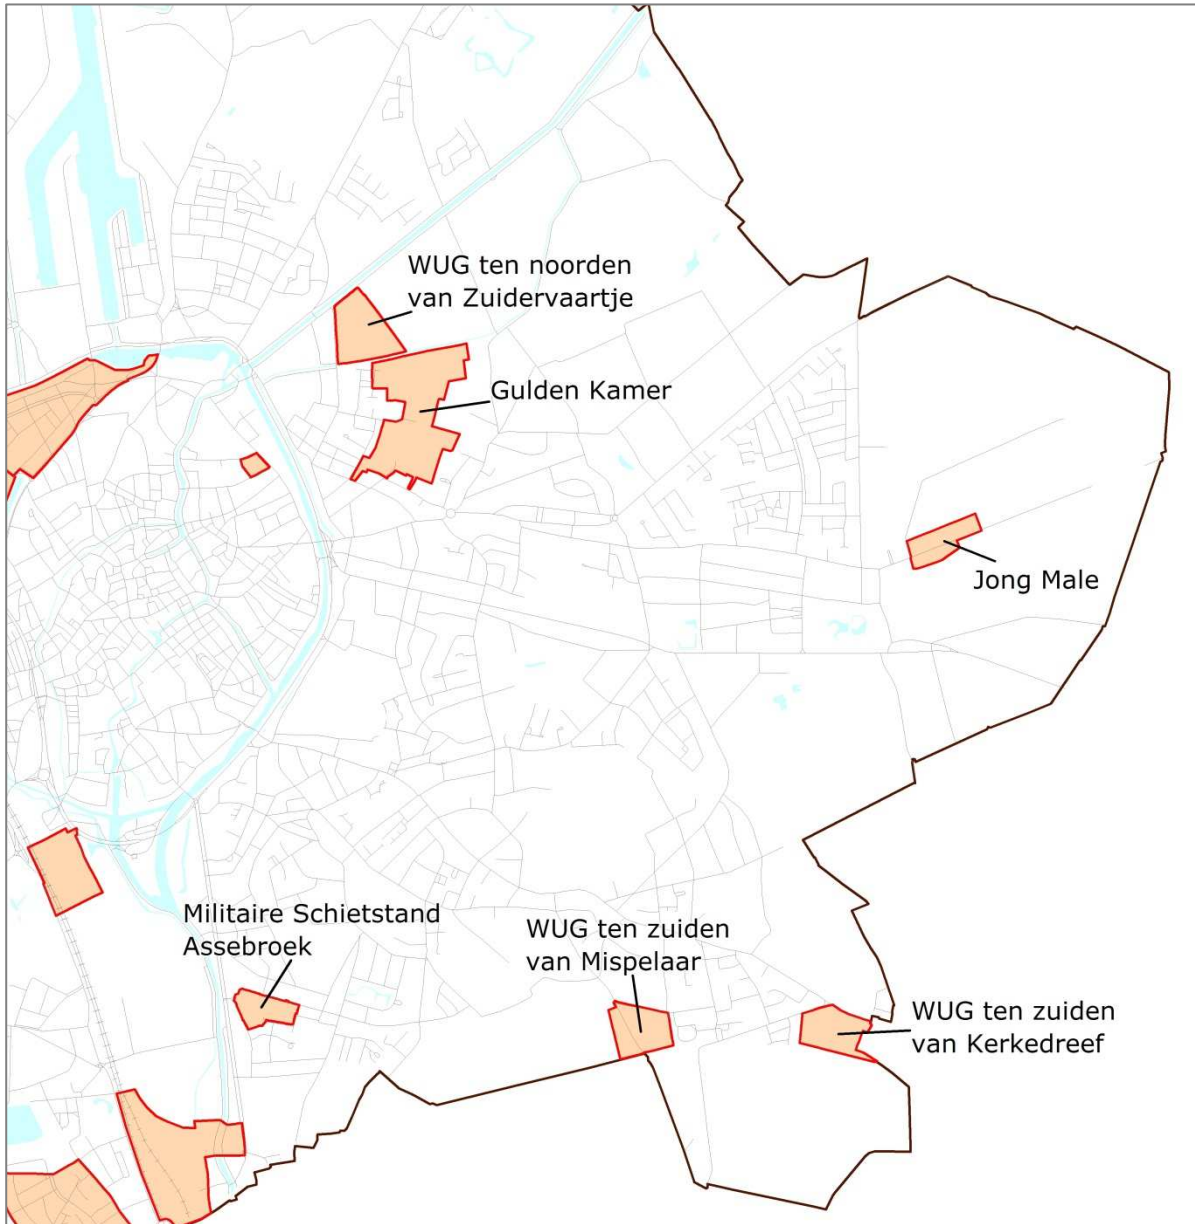 WUG ten noorden
van Zuidervaartje
Gulden Kamer
Jong Male
Militaire Schietstand
Assebroek
WUG ten zuiden
van Mispelaar
WUG ten zuiden
van Kerkedreef